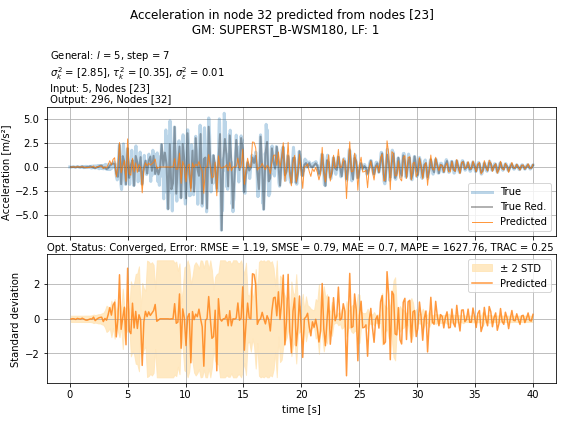 Acceleration in node 32 predicted from nodes [23]
GM: SUPERST_B-WSM180, LF: 1
General: l = 5, step = 7
σ²ₖ = [2.85], τ²ₖ = [0.35], σ²ₑ = 0.01
Input: 5, Nodes [23]
Output: 296, Nodes [32]
Acceleration [m/s²]
5.0
2.5
0.0
−2.5
−5.0
True
True Red.
Predicted
Opt. Status: Converged, Error: RMSE = 1.19, SMSE = 0.79, MAE = 0.7, MAPE = 1627.76, TRAC = 0.25
Standard deviation
2
0
−2
± 2 STD
Predicted
0 5 10 15 20 25 30 35 40
time [s]